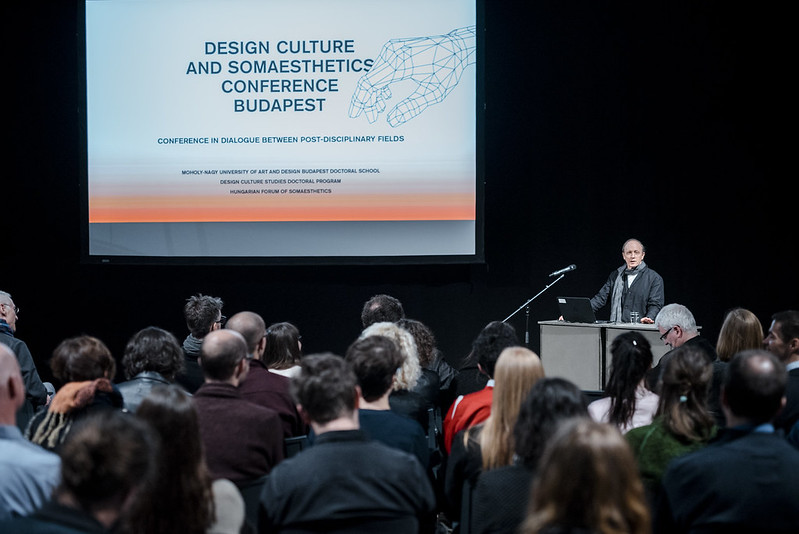 DESIGN CULTURE
AND SOMAESTHETICS
CONFERENCE
BUDAPEST
CONFERENCE IN DIALOGUE BETWEEN POST-DISCIPLINARY FIELDS
MOHOLY-NAGY UNIVERSITY OF ART AND DESIGN BUDAPEST DOCTORAL SCHOOL
DESIGN CULTURE STUDIES DOCTORAL PROGRAM
HUNGARIAN FORUM OF SOMAESTHETICS